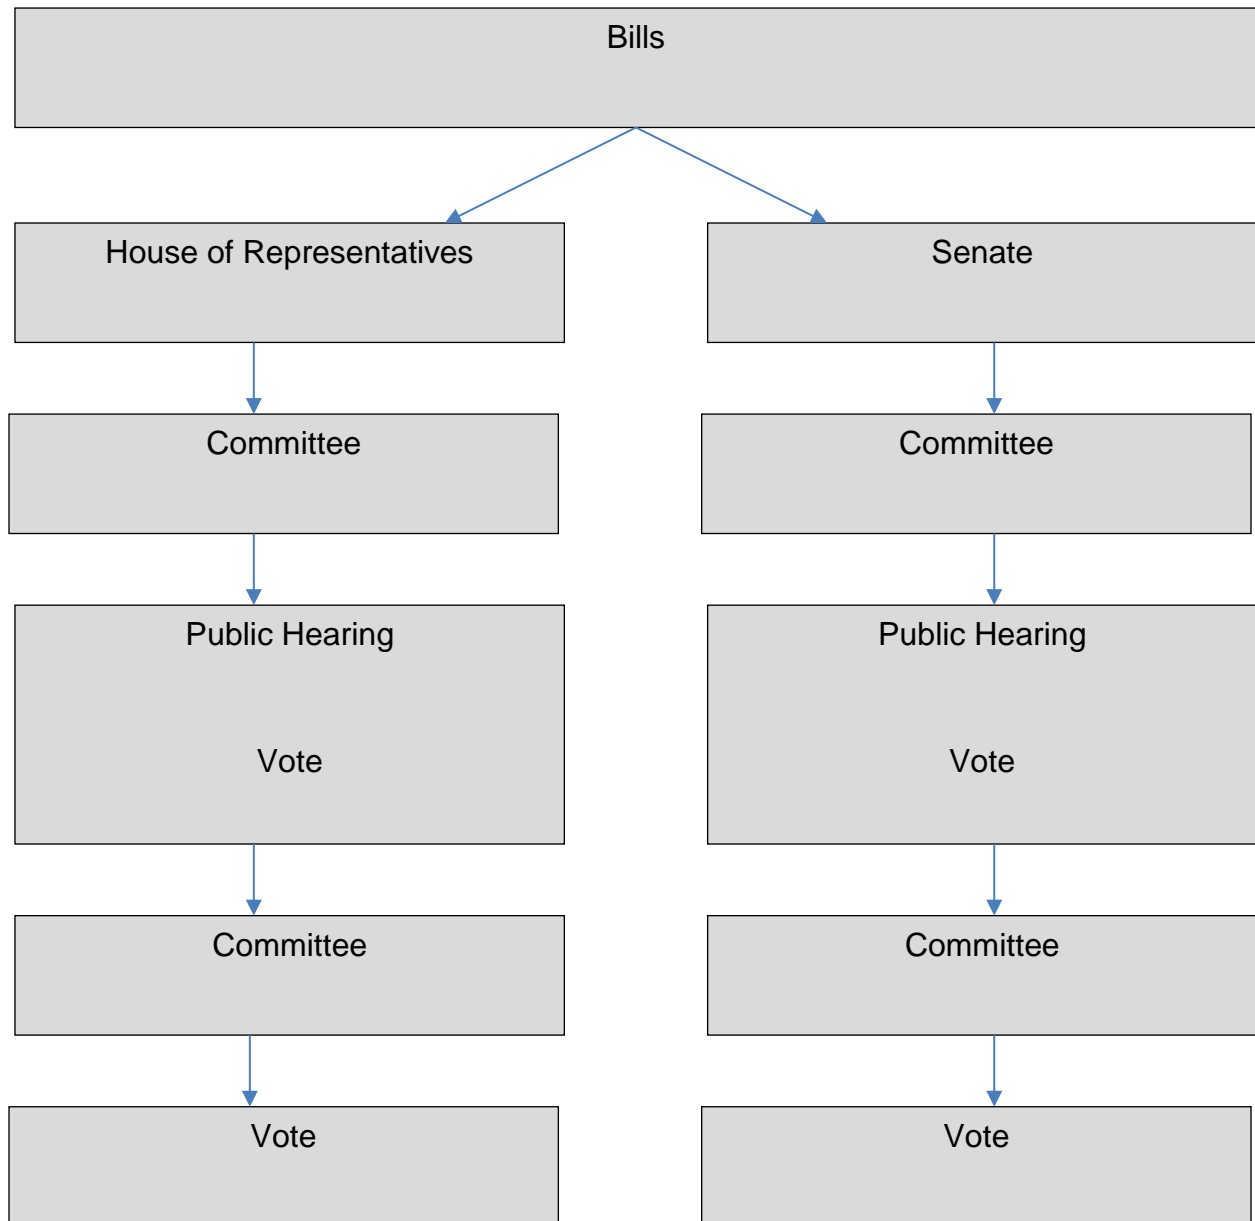 Bills
House of Representatives
Senate
Committee
Committee
Public Hearing
Vote
Public Hearing
Vote
Committee
Committee
Vote
Vote